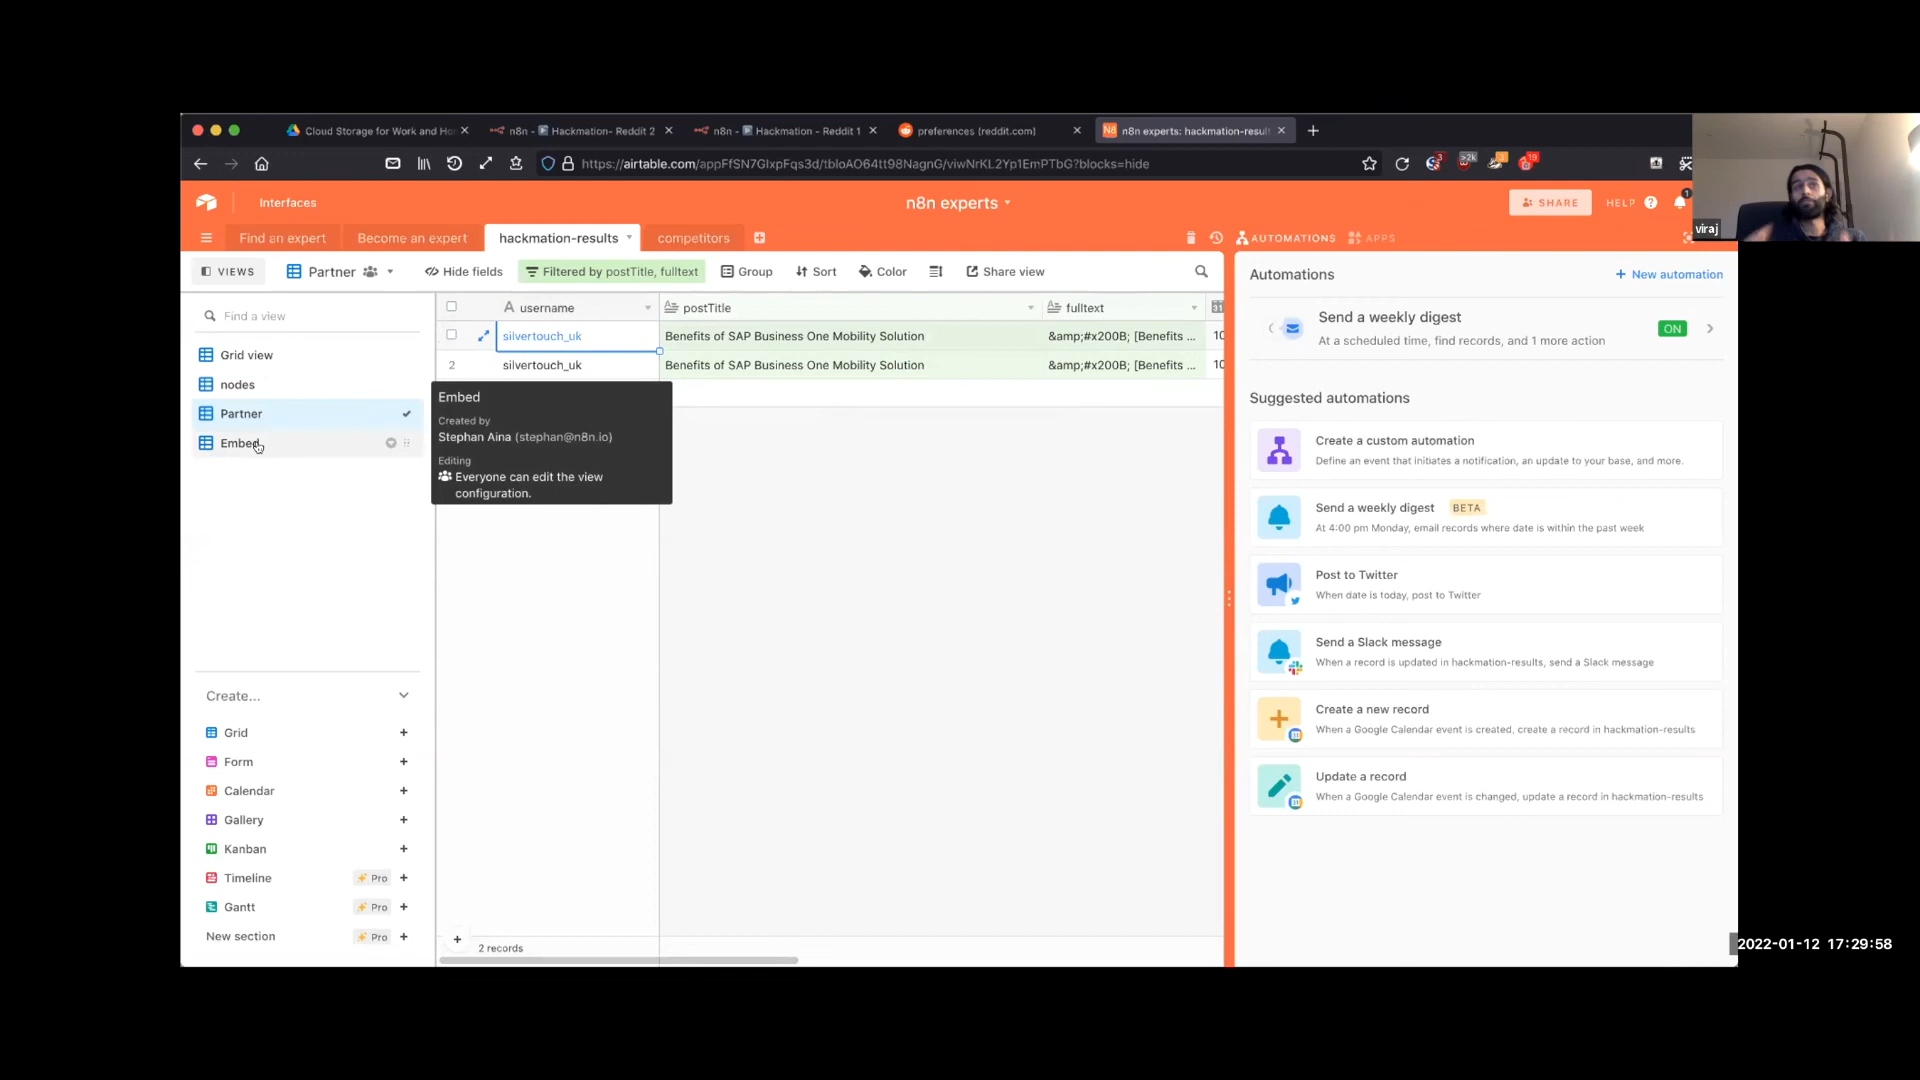 Cloud Storage for Work and Ho
n8n - Hackmation- Reddit 2
n8n - Hackmation - Reddit 1
preferences (reddit.com)
n8n experts: hackmation-resul
https://airtable.com/appFfSN7GIxpFqs3d/tbloAO64tt98NagnG/viwNrKL2Yp1EmPTbG?blocks=hide
3
>2k
3
19
viraj
Interfaces
n8n experts
SHARE
HELP
1
Find an expert
Become an expert
hackmation-results
competitors
AUTOMATIONS
APPS
VIEWS
Partner
Hide fields
Filtered by postTitle, fulltext
Group
Sort
Color
Share view
Find a view
Grid view
nodes
Partner
Embed
username
postTitle
fulltext
silvertouch_uk
Benefits of SAP Business One Mobility Solution
&amp;#x200B; [Benefits ...
10
2
silvertouch_uk
Benefits of SAP Business One Mobility Solution
&amp;#x200B; [Benefits ...
10
Embed
Created by
Stephan Aina (stephan@n8n.io)
Editing
Everyone can edit the view
configuration.
Create...
Grid
Form
Calendar
Gallery
Kanban
Timeline
Pro
Gantt
Pro
New section
Pro
2 records
Automations
New automation
Send a weekly digest
At a scheduled time, find records, and 1 more action
ON
Suggested automations
Create a custom automation
Define an event that initiates a notification, an update to your base, and more.
Send a weekly digest
BETA
At 4:00 pm Monday, email records where date is within the past week
Post to Twitter
When date is today, post to Twitter
Send a Slack message
When a record is updated in hackmation-results, send a Slack message
Create a new record
When a Google Calendar event is created, create a record in hackmation-results
Update a record
When a Google Calendar event is changed, update a record in hackmation-results
2022-01-12 17:29:58